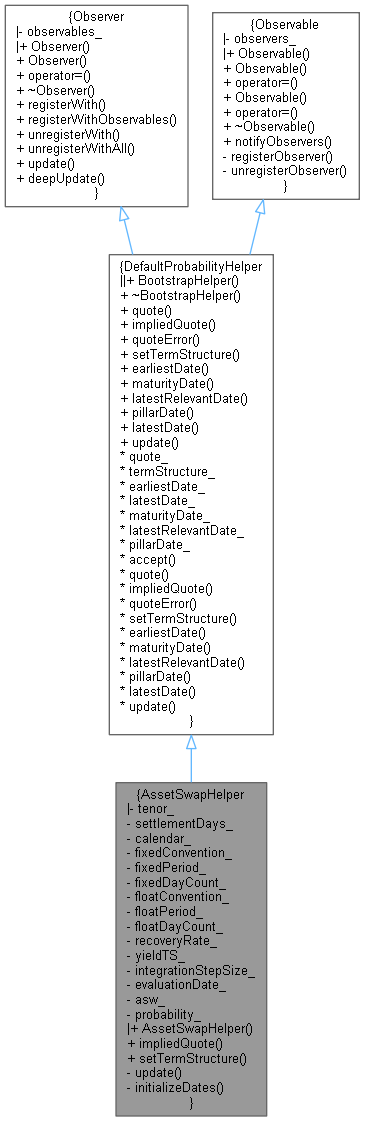 {Observer
|- observables_
|+ Observer()
+ Observer()
+ operator=()
+ ~Observer()
+ registerWith()
+ registerWithObservables()
+ unregisterWith()
+ unregisterWithAll()
+ update()
+ deepUpdate()
}
{Observable
|- observers_
|+ Observable()
+ Observable()
+ operator=()
+ Observable()
+ operator=()
+ ~Observable()
+ notifyObservers()
- registerObserver()
- unregisterObserver()
}
{DefaultProbabilityHelper
||+ BootstrapHelper()
+ ~BootstrapHelper()
+ quote()
+ impliedQuote()
+ quoteError()
+ setTermStructure()
+ earliestDate()
+ maturityDate()
+ latestRelevantDate()
+ pillarDate()
+ latestDate()
+ update()
* quote_
* termStructure_
* earliestDate_
* latestDate_
* maturityDate_
* latestRelevantDate_
* pillarDate_
* accept()
* quote()
* impliedQuote()
* quoteError()
* setTermStructure()
* earliestDate()
* maturityDate()
* latestRelevantDate()
* pillarDate()
* latestDate()
* update()
}
{AssetSwapHelper
|- tenor_
- settlementDays_
- calendar_
- fixedConvention_
- fixedPeriod_
- fixedDayCount_
- floatConvention_
- floatPeriod_
- floatDayCount_
- recoveryRate_
- yieldTS_
- integrationStepSize_
- evaluationDate_
- asw_
- probability_
|+ AssetSwapHelper()
+ impliedQuote()
+ setTermStructure()
- update()
- initializeDates()
}